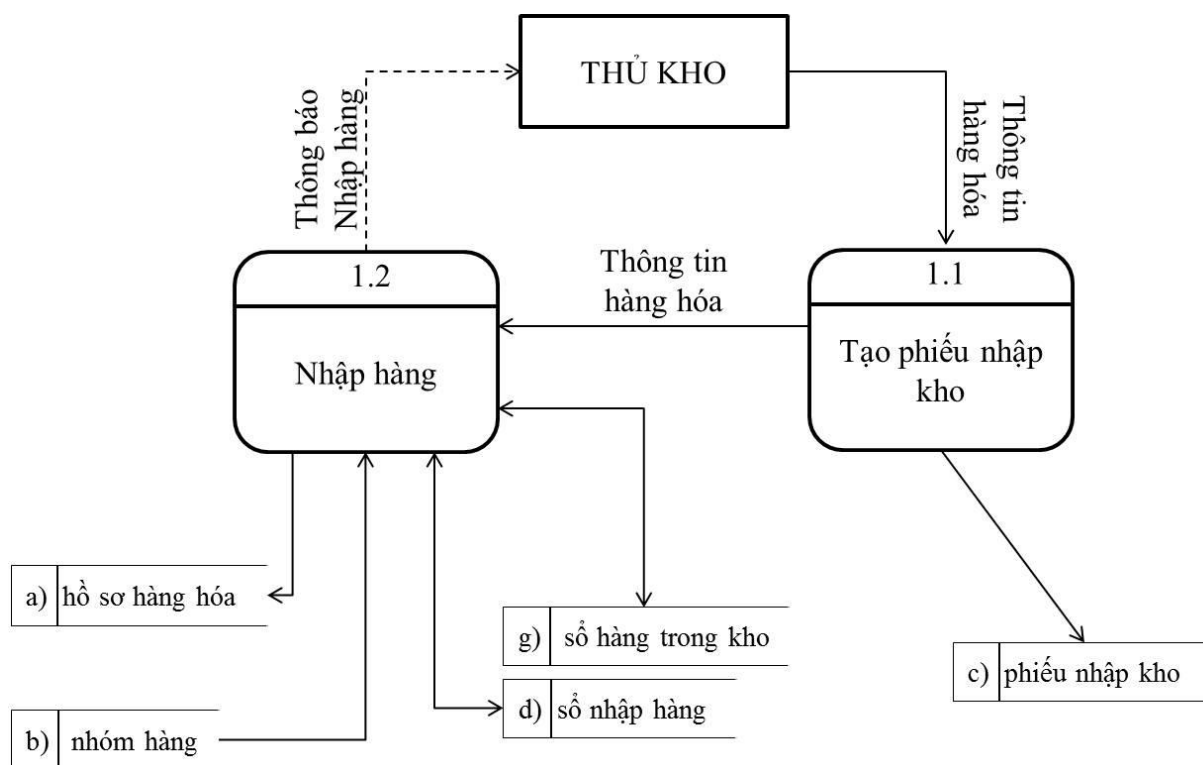 THỦ KHO
Thông báo
Nhập hàng
Thông tin
hàng hóa
1.2
Nhập hàng
Thông tin
hàng hóa
1.1
Tạo phiếu nhập
kho
a) hồ sơ hàng hóa
g) sổ hàng trong kho
c) phiếu nhập kho
d) sổ nhập hàng
b) nhóm hàng